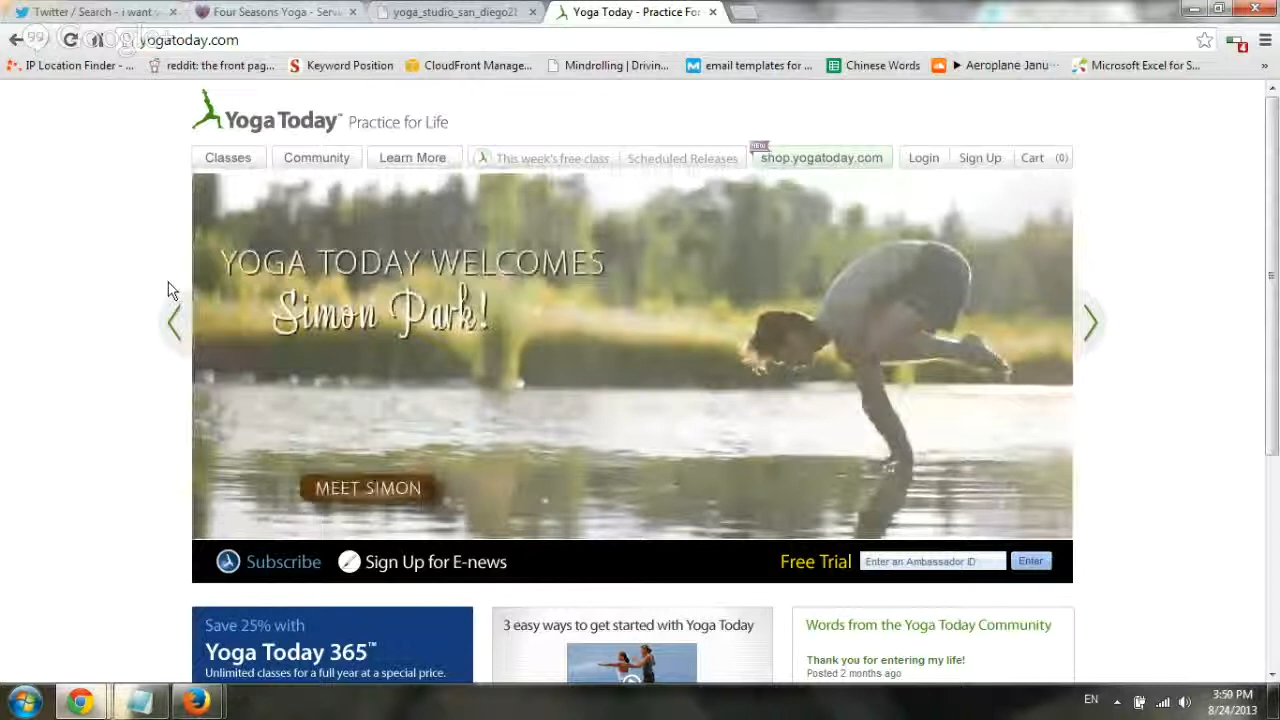 Twitter / Search - i want
Four Seasons Yoga - Serv
yoga_studio_san_diego2
Yoga Today - Practice For
yogatoday.com
IP Location Finder - ...
reddit: the front pag...
Keyword Position
CloudFront Manage...
Mindrolling | Drivin...
email templates for ...
Chinese Words
► Aeroplane Janu...
Microsoft Excel for S...
»
Yoga Today™ Practice for Life
Classes
Community
Learn More
This week's free class
Scheduled Releases
NEW
shop.yogatoday.com
Login
Sign Up
Cart (0)
YOGA TODAY WELCOMES
Simon Park!
MEET SIMON
Subscribe
Sign Up for E-news
Free Trial
Enter an Ambassador ID
Enter
Save 25% with
Yoga Today 365™
Unlimited classes for a full year at a special price.
3 easy ways to get started with Yoga Today
Words from the Yoga Today Community
Thank you for entering my life!
Posted 2 months ago
EN
3:59 PM
8/24/2013